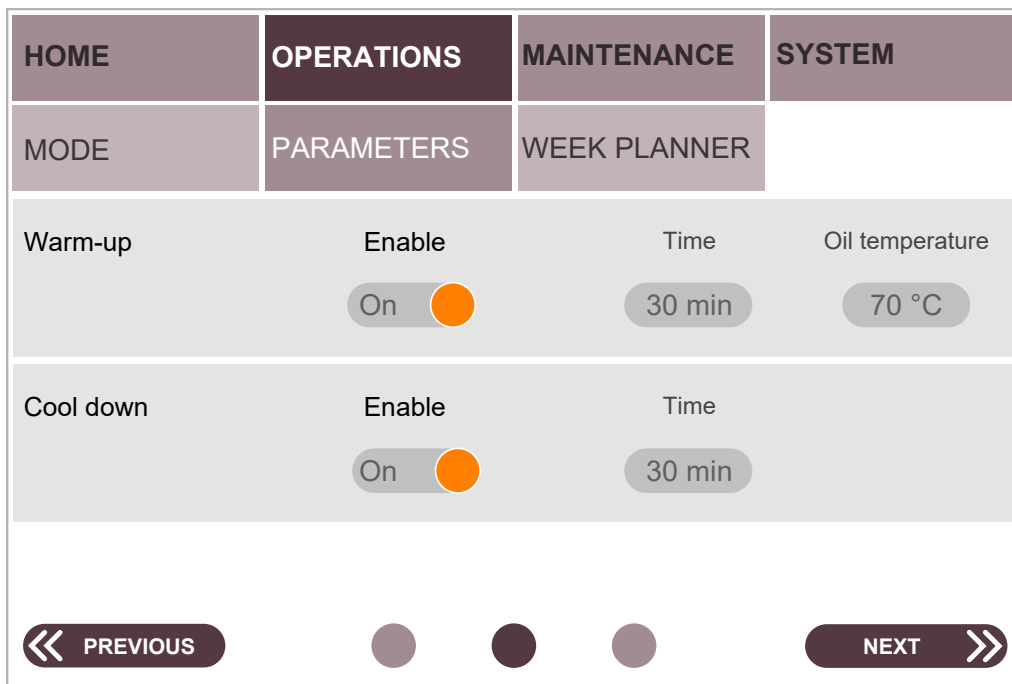 HOME OPERATIONS MAINTENANCE SYSTEM
MODE PARAMETERS WEEK PLANNER
Warm-up Enable Time Oil temperature
On 30 min 70 °C
Cool down Enable Time
On 30 min
PREVIOUS NEXT